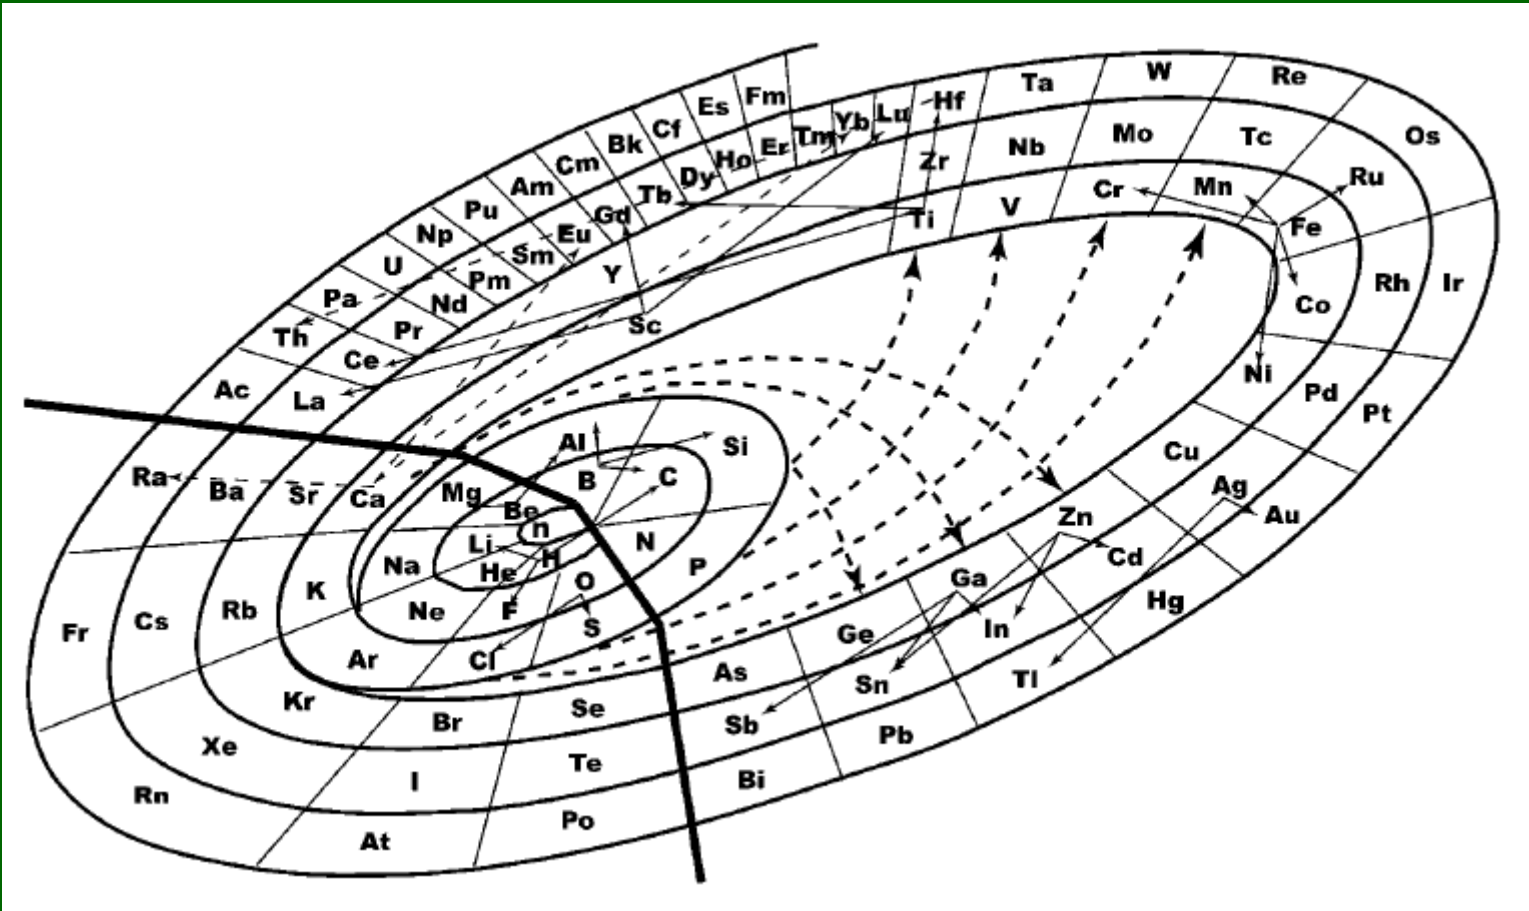 Fm
Es
Cf
Bk
Cm
Am
Pu
Np
U
Pa
Th
Ac
Ra
Fr
Rn
At
Po
Bi
Pb
Tl
Hg
Au
Pt
Ir
Os
Re
W
Ta
Hf
Lu
Yb
Tm
Er
Ho
Dy
Tb
Gd
Eu
Sm
Pm
Nd
Pr
Ce
La
Ba
Cs
Xe
I
Te
Sb
Sn
In
Cd
Ag
Pd
Rh
Ru
Tc
Mo
Nb
Zr
Y
Sr
Rb
Kr
Br
Se
As
Ge
Ga
Zn
Cu
Ni
Co
Fe
Mn
Cr
V
Ti
Sc
Ca
K
Ar
Cl
S
P
Si
Al
Mg
Na
Ne
F
O
N
C
B
Be
Li
He
H
n